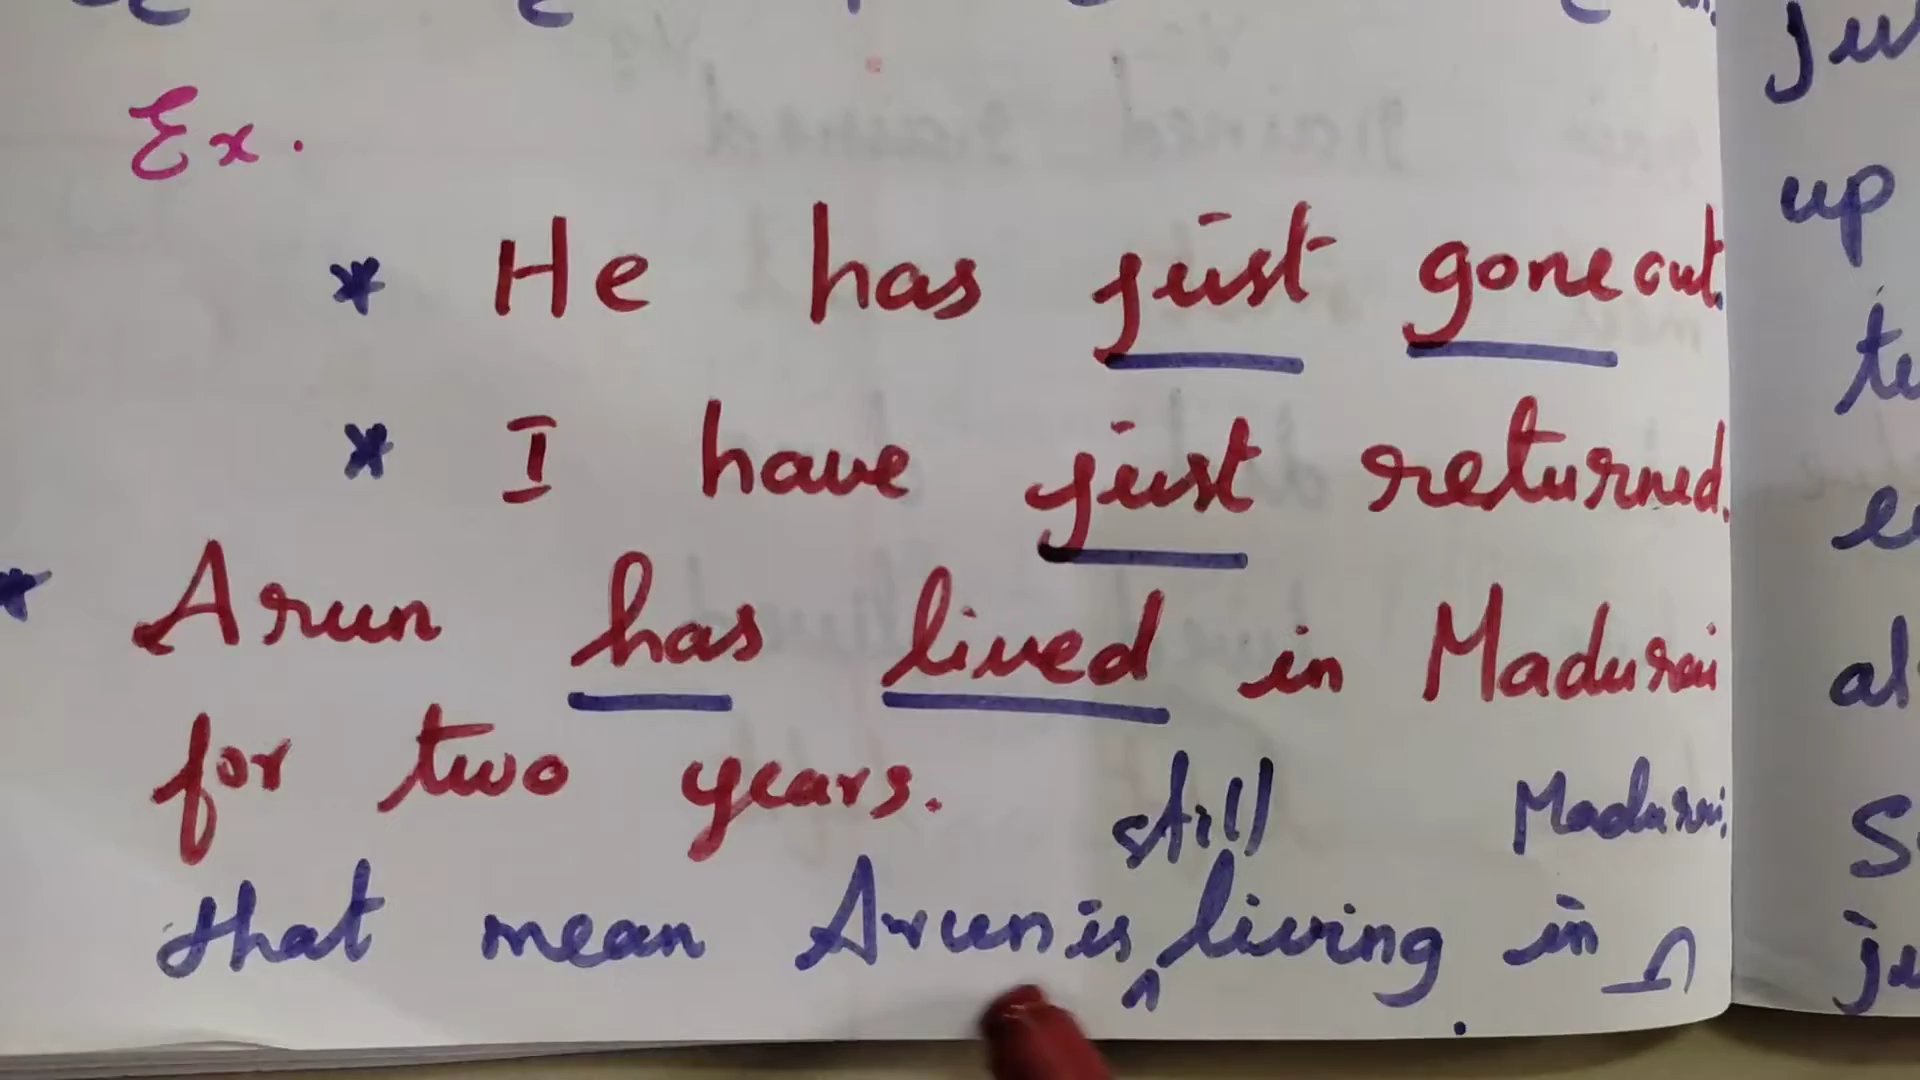 Ex.
* He has just gone out.
* I have just returned.
* Arun has lived in Madurai
for two years.
still Madurai.
that mean Arun is ^ living in
up